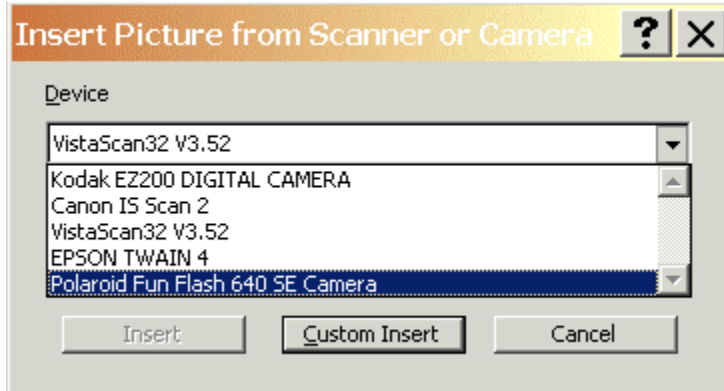 Insert Picture from Scanner or Camera ?
Device
VistaScan32 V3.52
Kodak EZ200 DIGITAL CAMERA
Canon IS Scan 2
VistaScan32 V3.52
EPSON TWAIN 4
Polaroid Fun Flash 640 SE Camera
Insert Custom Insert Cancel